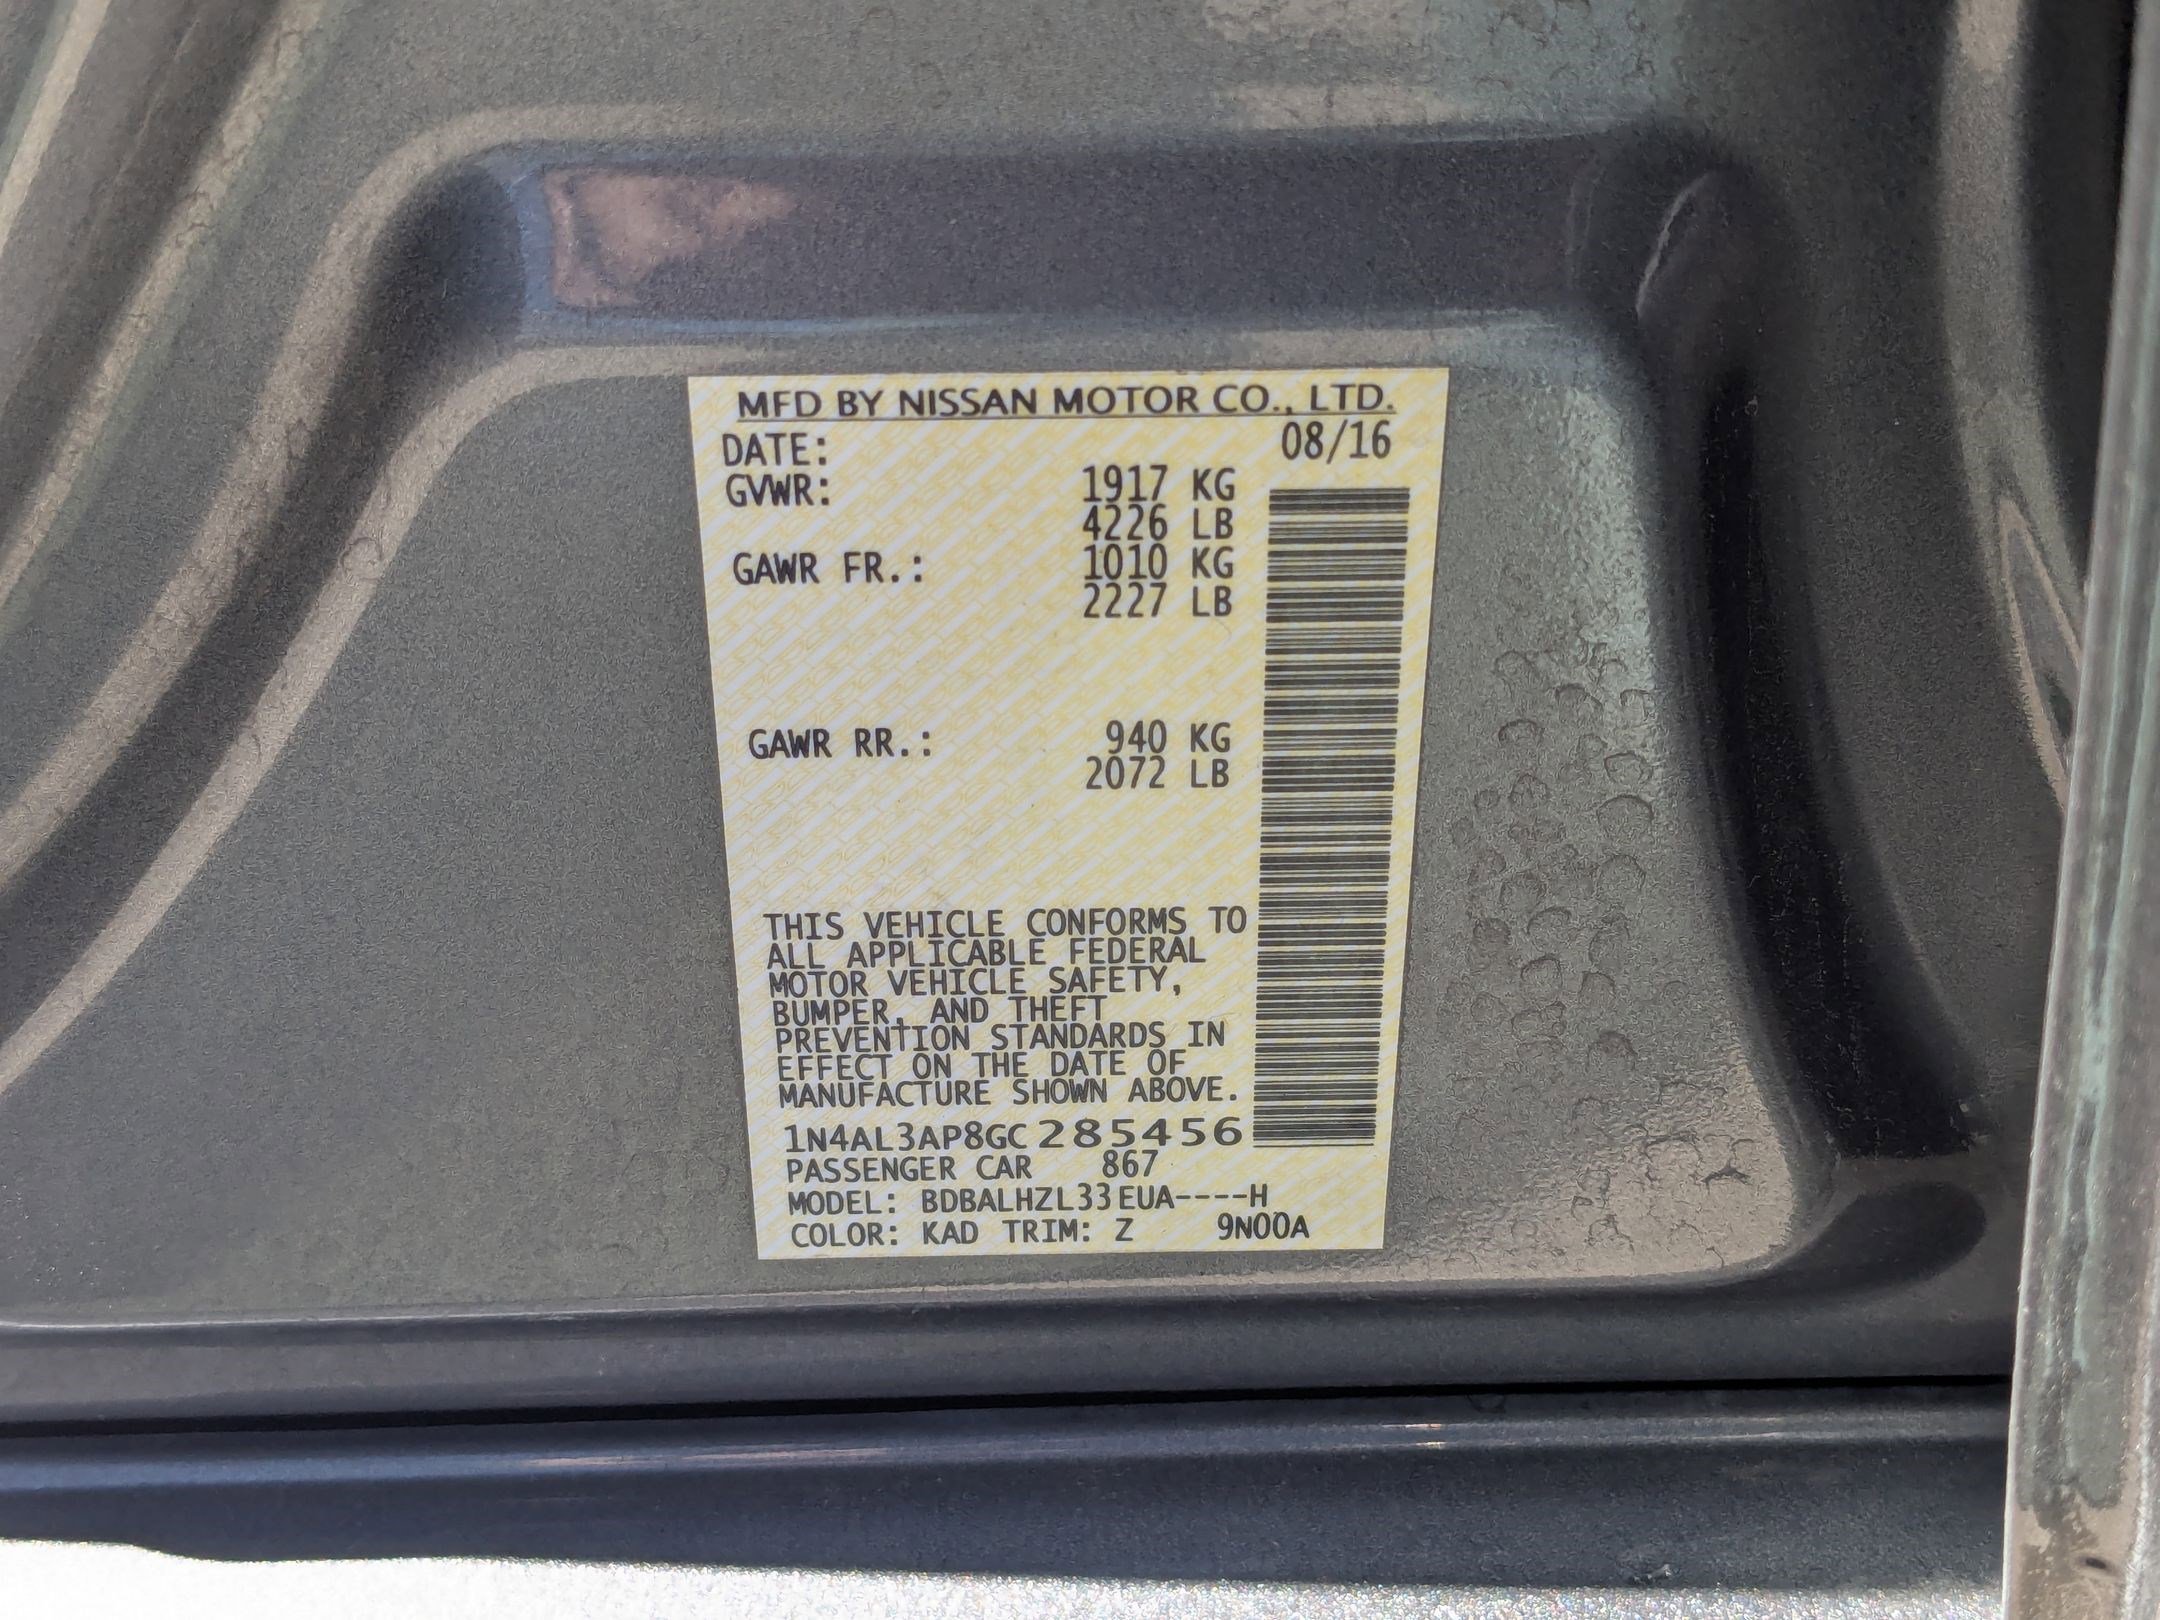 MFD BY NISSAN MOTOR CO., LTD.
DATE: 08/16
GVWR: 1917 KG
4226 LB
GAWR FR.: 1010 KG
2227 LB
GAWR RR.: 940 KG
2072 LB
THIS VEHICLE CONFORMS TO
ALL APPLICABLE FEDERAL
MOTOR VEHICLE SAFETY,
BUMPER, AND THEFT
PREVENTION STANDARDS IN
EFFECT ON THE DATE OF
MANUFACTURE SHOWN ABOVE.
1N4AL3AP8GC285456
PASSENGER CAR 867
MODEL: BDBALHZL33EUA----H
COLOR: KAD TRIM: Z 9N00A